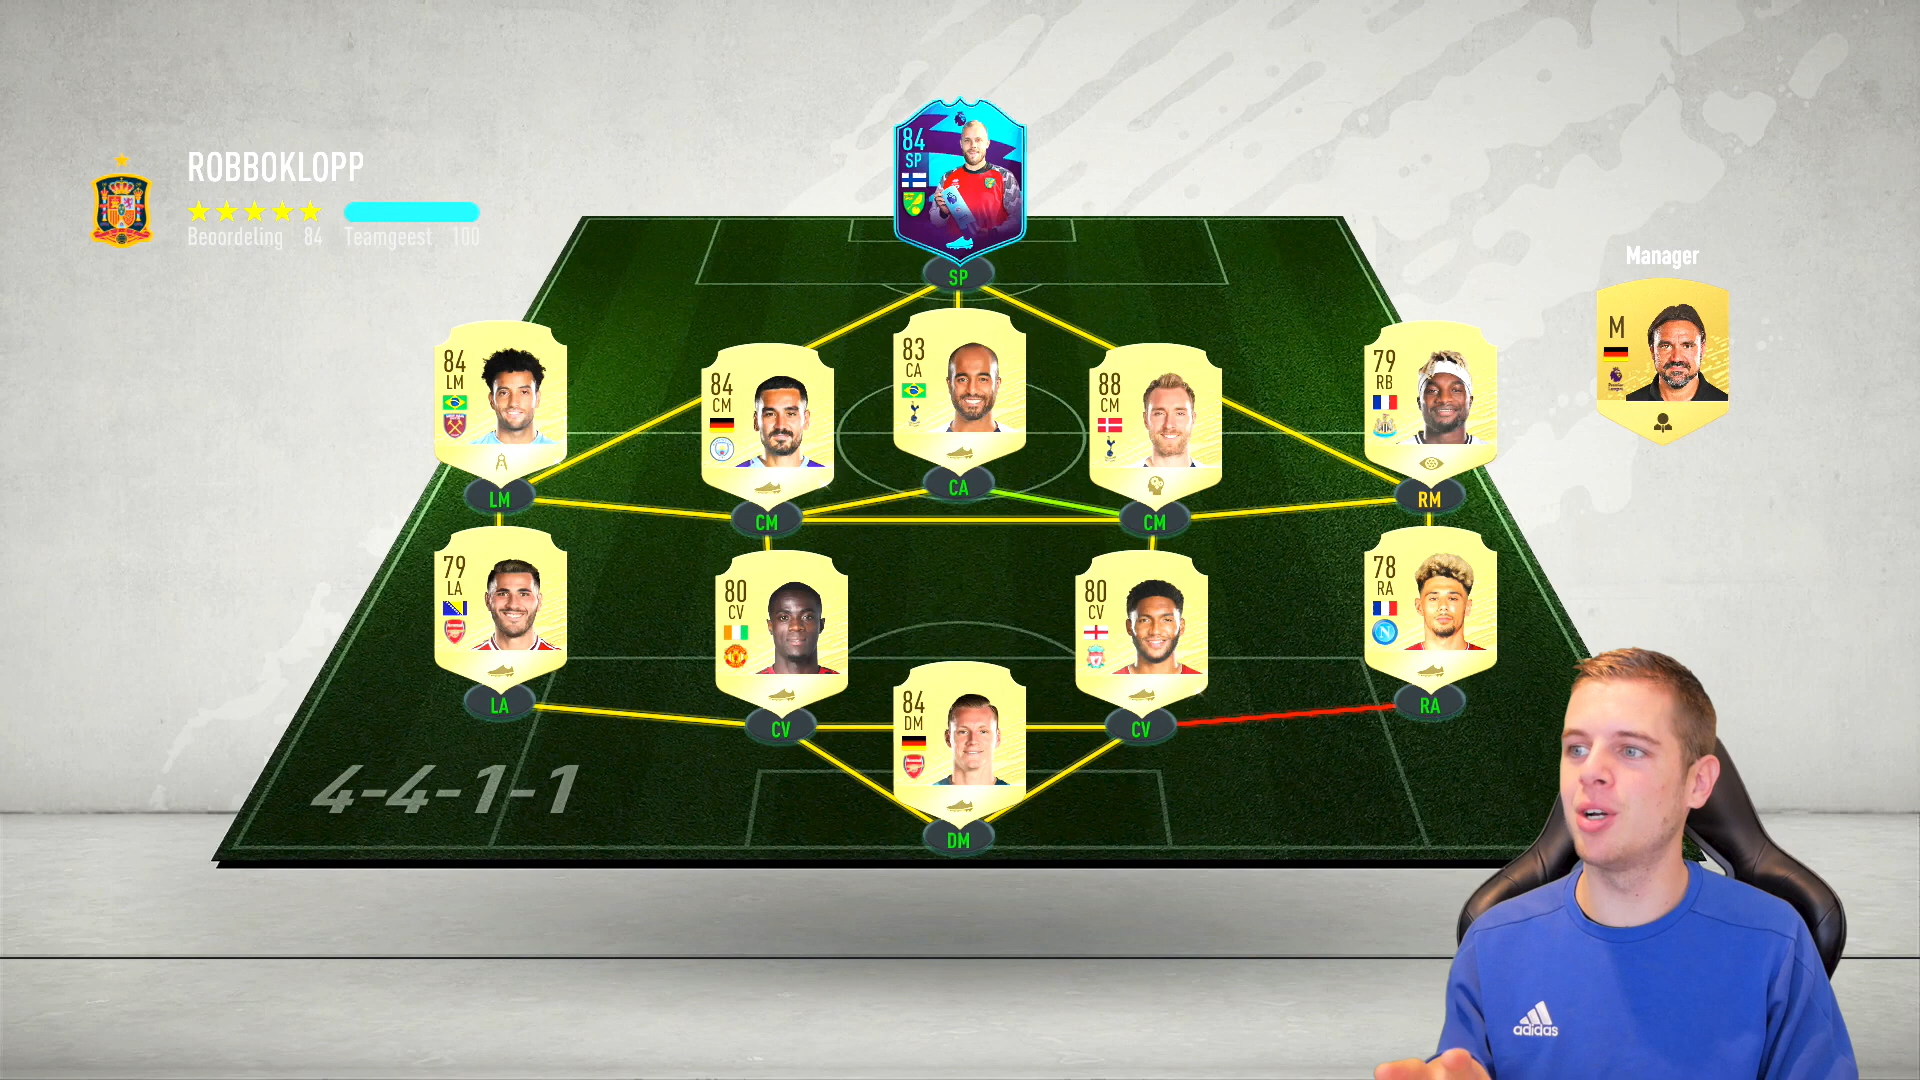 84
SP
ROBBOKLOPP
Beoordeling 84 Teamgeest 100
Manager
M
SP
84
LM
84
CM
83
CA
88
CM
79
RB
LM
CM
CA
CM
RM
79
LA
80
CV
80
CV
78
RA
N
84
DM
LA
CV
CV
RA
4-4-1-1
DM
adidas